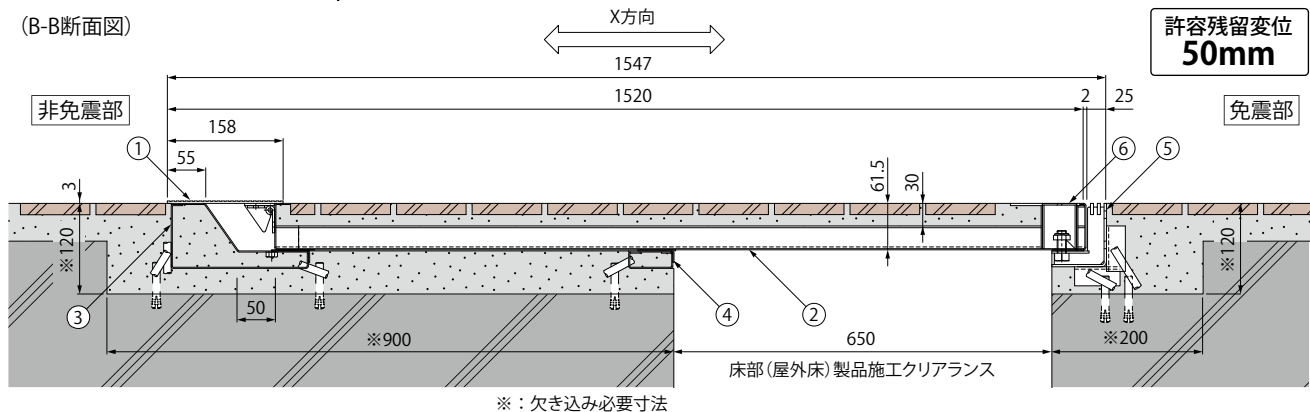 (B-B断面図)
X方向
許容残留変位
50mm
1547
1520
2
25
非免震部
免震部
158
①
⑥
⑤
55
3
61.5
30
※120
※120
③
50
④
②
※900
650
※200
床部(屋外床)製品施工クリアランス
※：欠き込み必要寸法